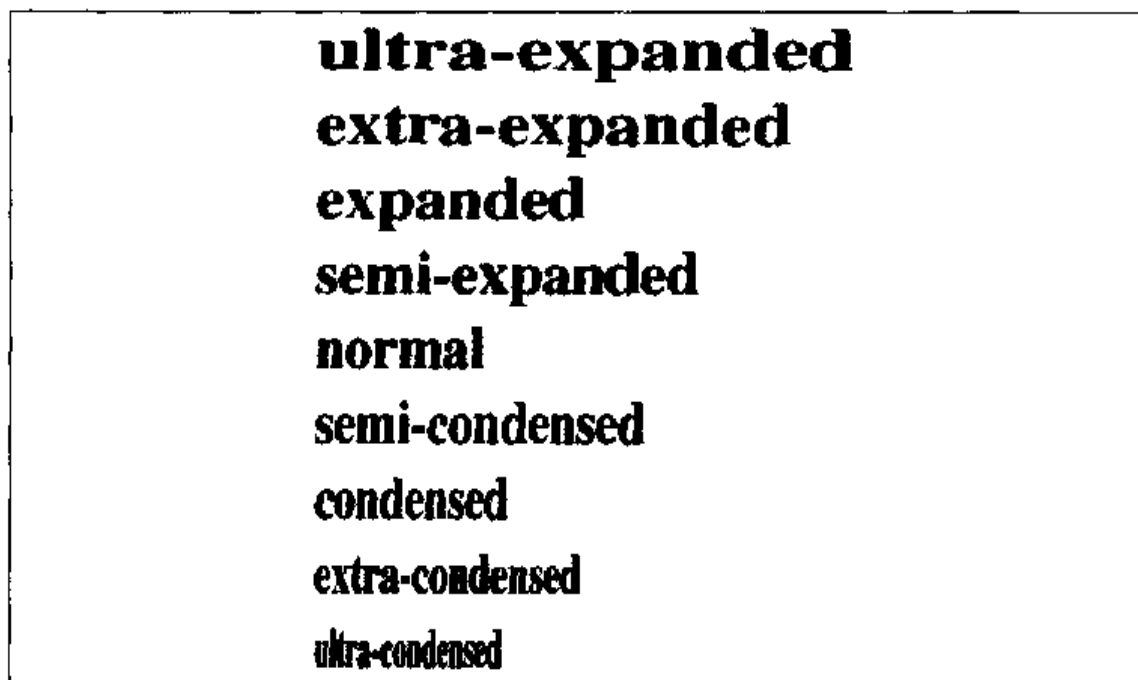 ultra-expanded
extra-expanded
expanded
semi-expanded
normal
semi-condensed
condensed
extra-condensed
ultra-condensed